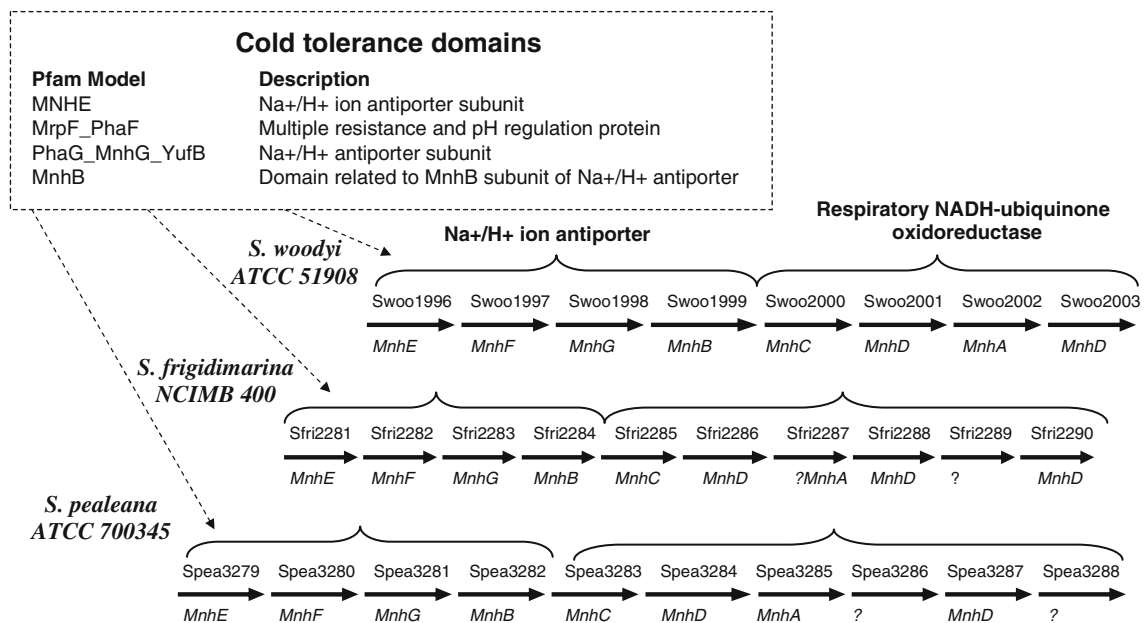 Cold tolerance domains
Pfam Model Description
MNHE Na+/H+ ion antiporter subunit
MrpF_PhaF Multiple resistance and pH regulation protein
PhaG_MnhG_YufB Na+/H+ antiporter subunit
MnhB Domain related to MnhB subunit of Na+/H+ antiporter
Respiratory NADH-ubiquinone
oxidoreductase
Na+/H+ ion antiporter
S. woodyi
ATCC 51908
Swoo1996 Swoo1997 Swoo1998 Swoo1999 Swoo2000 Swoo2001 Swoo2002 Swoo2003
MnhE MnhF MnhG MnhB MnhC MnhD MnhA MnhD
S. frigidimarina
NCIMB 400
Sfri2281 Sfri2282 Sfri2283 Sfri2284 Sfri2285 Sfri2286 Sfri2287 Sfri2288 Sfri2289 Sfri2290
MnhE MnhF MnhG MnhB MnhC MnhD ?MnhA MnhD ? MnhD
S. pealeana
ATCC 700345
Spea3279 Spea3280 Spea3281 Spea3282 Spea3283 Spea3284 Spea3285 Spea3286 Spea3287 Spea3288
MnhE MnhF MnhG MnhB MnhC MnhD MnhA ? MnhD ?